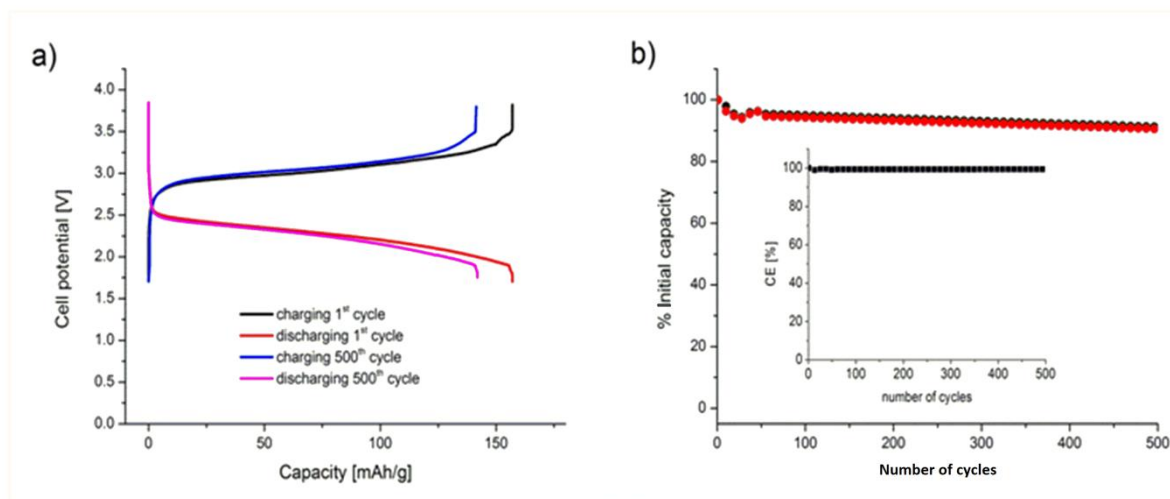 a)
Cell potential [V]
4.0
3.5
3.0
2.5
2.0
1.5
1.0
0.5
0.0
charging 1st cycle
discharging 1st cycle
charging 500th cycle
discharging 500th cycle
0 50 100 150
Capacity [mAh/g]
b)
% Initial capacity
100
80
60
40
20
0
CE [%]
100
80
60
40
20
0
0 100 200 300 400 500
number of cycles
0 100 200 300 400 500
Number of cycles